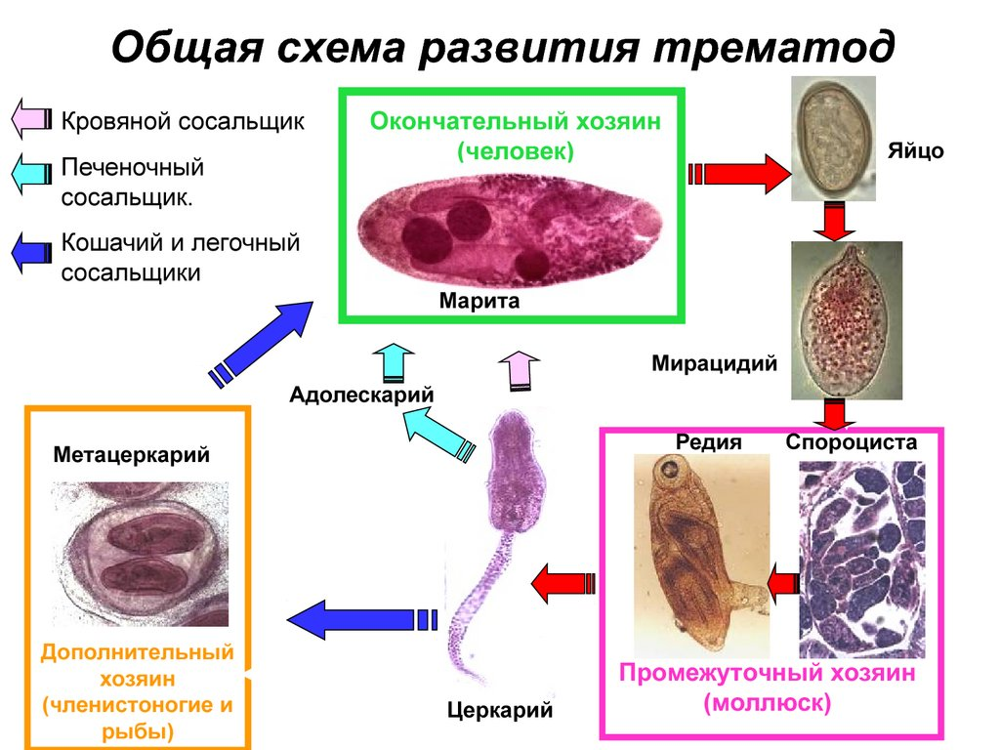 Общая схема развития трематод
Кровяной сосальщик
Печеночный
сосальщик.
Кошачий и легочный
сосальщики
Окончательный хозяин
(человек)
Марита
Яйцо
Мирацидий
Адолескарий
Метацеркарий
Редия
Спороциста
Дополнительный
хозяин
(членистоногие и
рыбы)
Церкарий
Промежуточный хозяин
(моллюск)